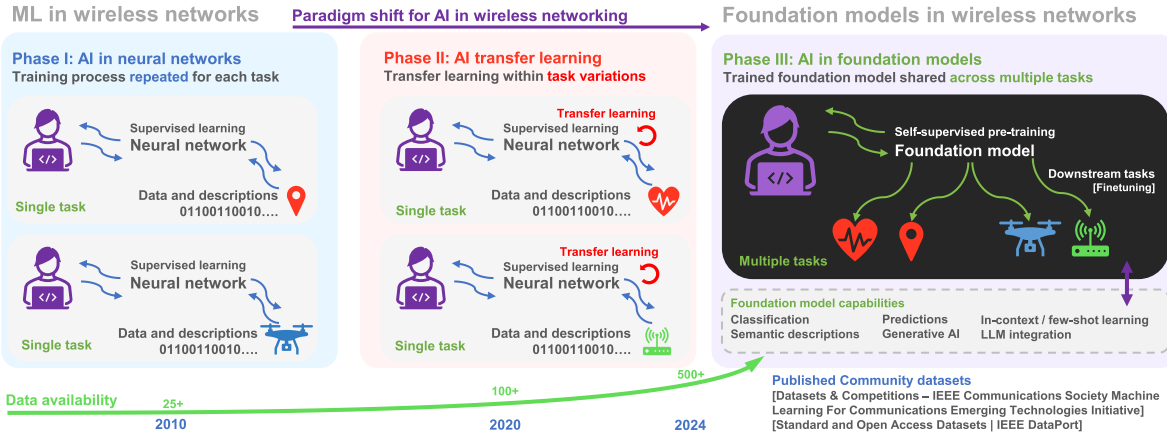 ML in wireless networks
Paradigm shift for AI in wireless networking
Foundation models in wireless networks
Phase I: AI in neural networks
Training process repeated for each task
Supervised learning
Neural network
Data and descriptions
01100110010....
Single task
</>
Supervised learning
Neural network
Data and descriptions
01100110010....
Single task
</>
Phase II: AI transfer learning
Transfer learning within task variations
Transfer learning
Supervised learning
Neural network
Data and descriptions
01100110010....
Single task
</>
Transfer learning
Supervised learning
Neural network
Data and descriptions
01100110010....
Single task
</>
Phase III: AI in foundation models
Trained foundation model shared across multiple tasks
Self-supervised pre-training
Foundation model
</>
Downstream tasks
[Finetuning]
Multiple tasks
Foundation model capabilities
Classification
Semantic descriptions
Predictions
Generative AI
In-context / few-shot learning
LLM integration
Data availability
25+
100+
500+
2010
2020
2024
Published Community datasets
[Datasets & Competitions – IEEE Communications Society Machine
Learning For Communications Emerging Technologies Initiative]
[Standard and Open Access Datasets | IEEE DataPort]